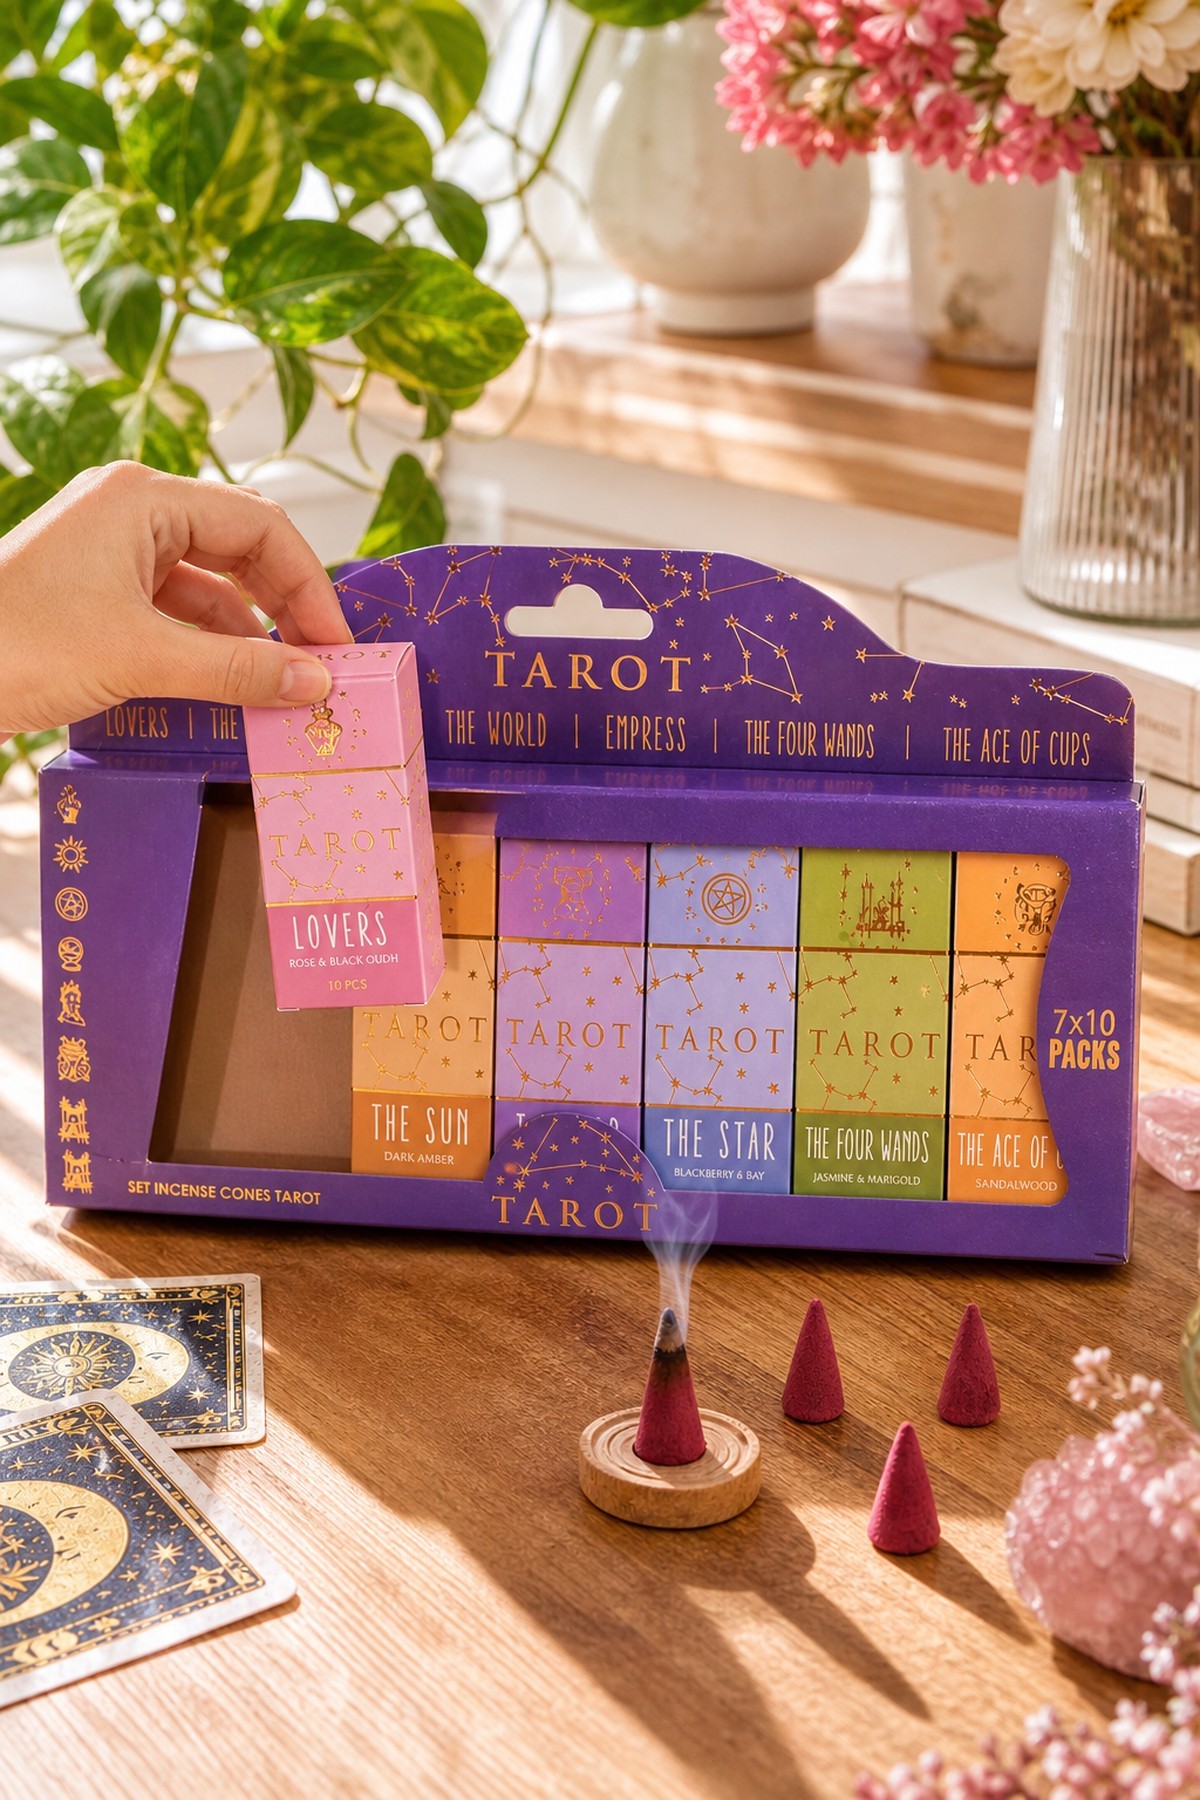 TAROT
LOVERS | THE
THE WORLD | EMPRESS | THE FOUR WANDS | THE ACE OF CUPS
TAROT
LOVERS
ROSE & BLACK OUDH
10 PCS
TAROT
THE SUN
DARK AMBER
TAROT
TAROT
THE STAR
BLACKBERRY & BAY
TAROT
THE FOUR WANDS
JASMINE & MARIGOLD
TAR
THE ACE OF
SANDALWOOD
7x10
PACKS
SET INCENSE CONES TAROT
TAROT